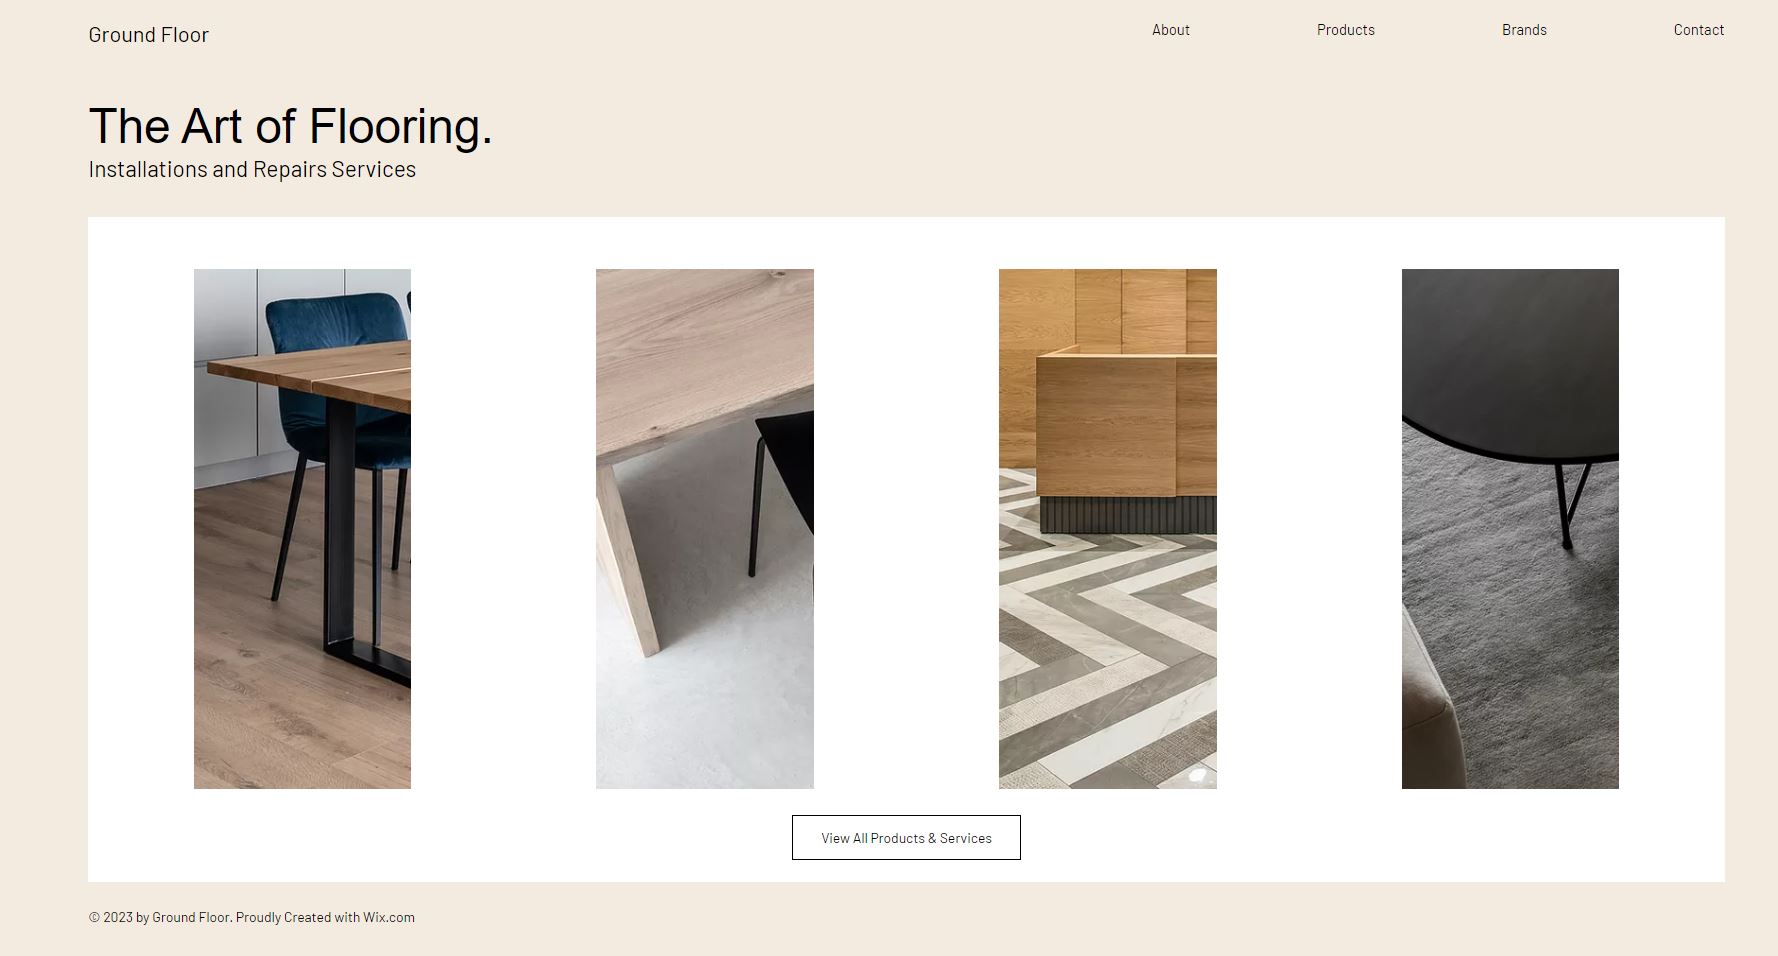 Ground Floor
About
Products
Brands
Contact
The Art of Flooring.
Installations and Repairs Services
View All Products & Services
© 2023 by Ground Floor. Proudly Created with Wix.com